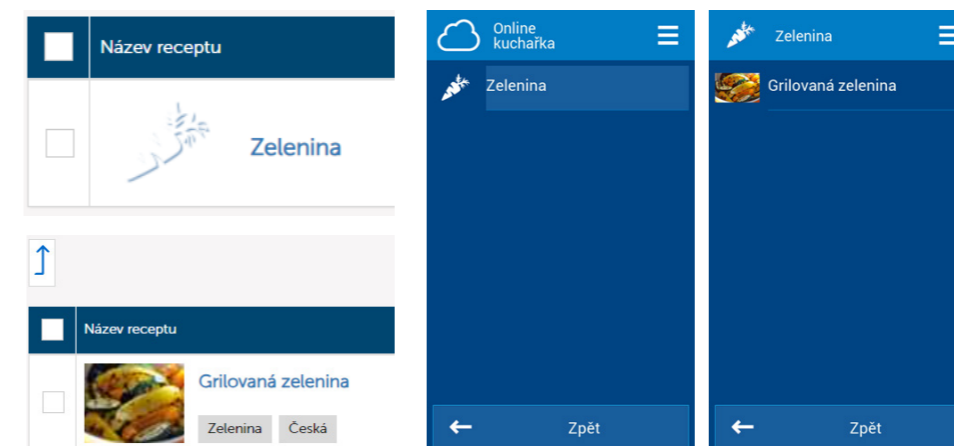 Název receptu
Zelenina
Název receptu
Grilovaná zelenina
Zelenina Česká
Online
kuchařka
Zelenina
Zpět
Zelenina
Grilovaná zelenina
Zpět